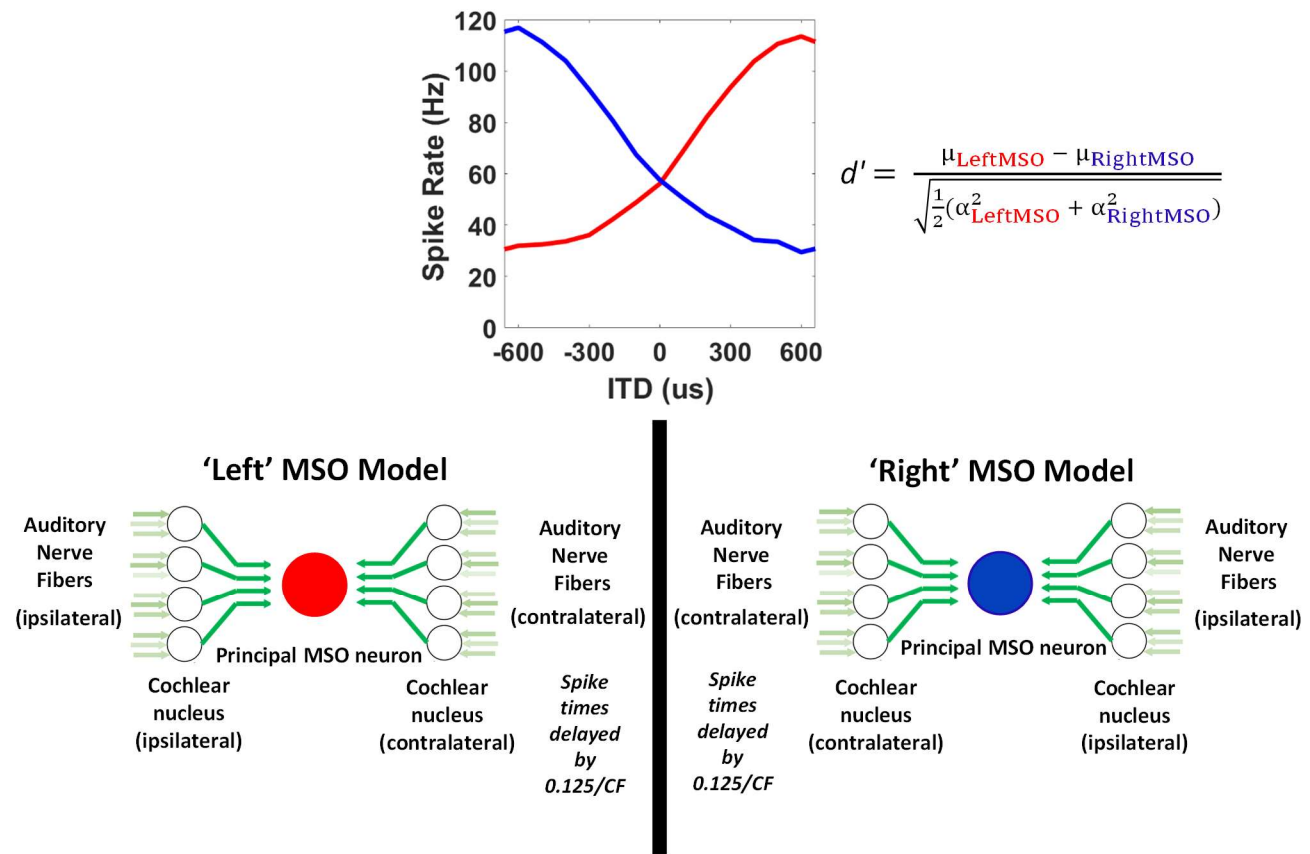 120
100
80
60
40
20
0
Spike Rate (Hz)
-600 -300 0 300 600
ITD (us)
d' = μLeftMSO − μRightMSO
√½(α²LeftMSO + α²RightMSO)
‘Left’ MSO Model
Auditory
Nerve
Fibers
(ipsilateral)
Auditory
Nerve
Fibers
(contralateral)
Principal MSO neuron
Cochlear
nucleus
(ipsilateral)
Cochlear
nucleus
(contralateral)
Spike
times
delayed
by
0.125/CF
‘Right’ MSO Model
Auditory
Nerve
Fibers
(contralateral)
Auditory
Nerve
Fibers
(ipsilateral)
Principal MSO neuron
Spike
times
delayed
by
0.125/CF
Cochlear
nucleus
(contralateral)
Cochlear
nucleus
(ipsilateral)